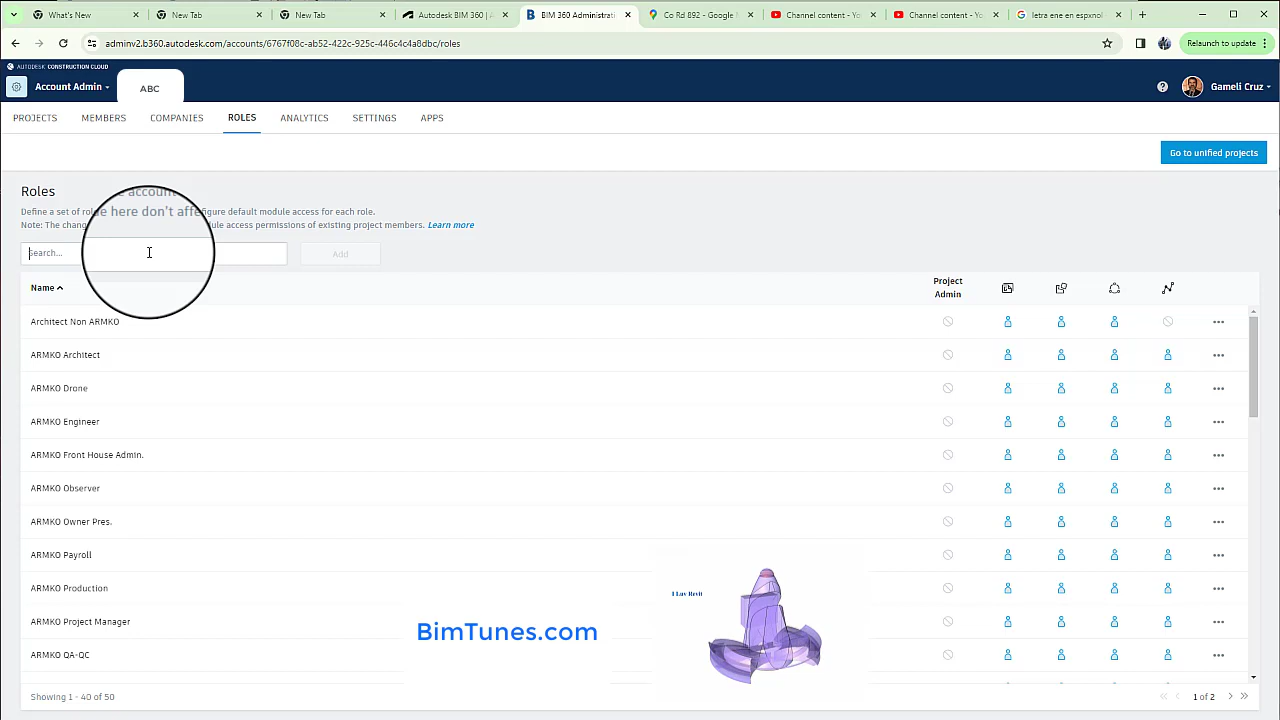 What's New
New Tab
New Tab
Autodesk BIM 360 | A
BIM 360 Administrati
Co Rd 892 - Google M
Channel content - Yo
Channel content - Yo
letra ene en espxnol
adminv2.b360.autodesk.com/accounts/6767f08c-ab52-422c-925c-446c4c4a8dbc/roles
Relaunch to update
AUTODESK CONSTRUCTION CLOUD
Account Admin
ABC
Gameli Cruz
PROJECTS MEMBERS COMPANIES ROLES ANALYTICS SETTINGS APPS
Go to unified projects
Roles
account
Define a set of
here don't affe
figure default module access for each role.
Note: The chang
ule access permissions of existing project members. Learn more
Search...
Add
Name
Project
Admin
Architect Non ARMKO
ARMKO Architect
ARMKO Drone
ARMKO Engineer
ARMKO Front House Admin.
ARMKO Observer
ARMKO Owner Pres.
ARMKO Payroll
ARMKO Production
ARMKO Project Manager
ARMKO QA-QC
I Luv Revit
BimTunes.com
Showing 1 - 40 of 50
1 of 2